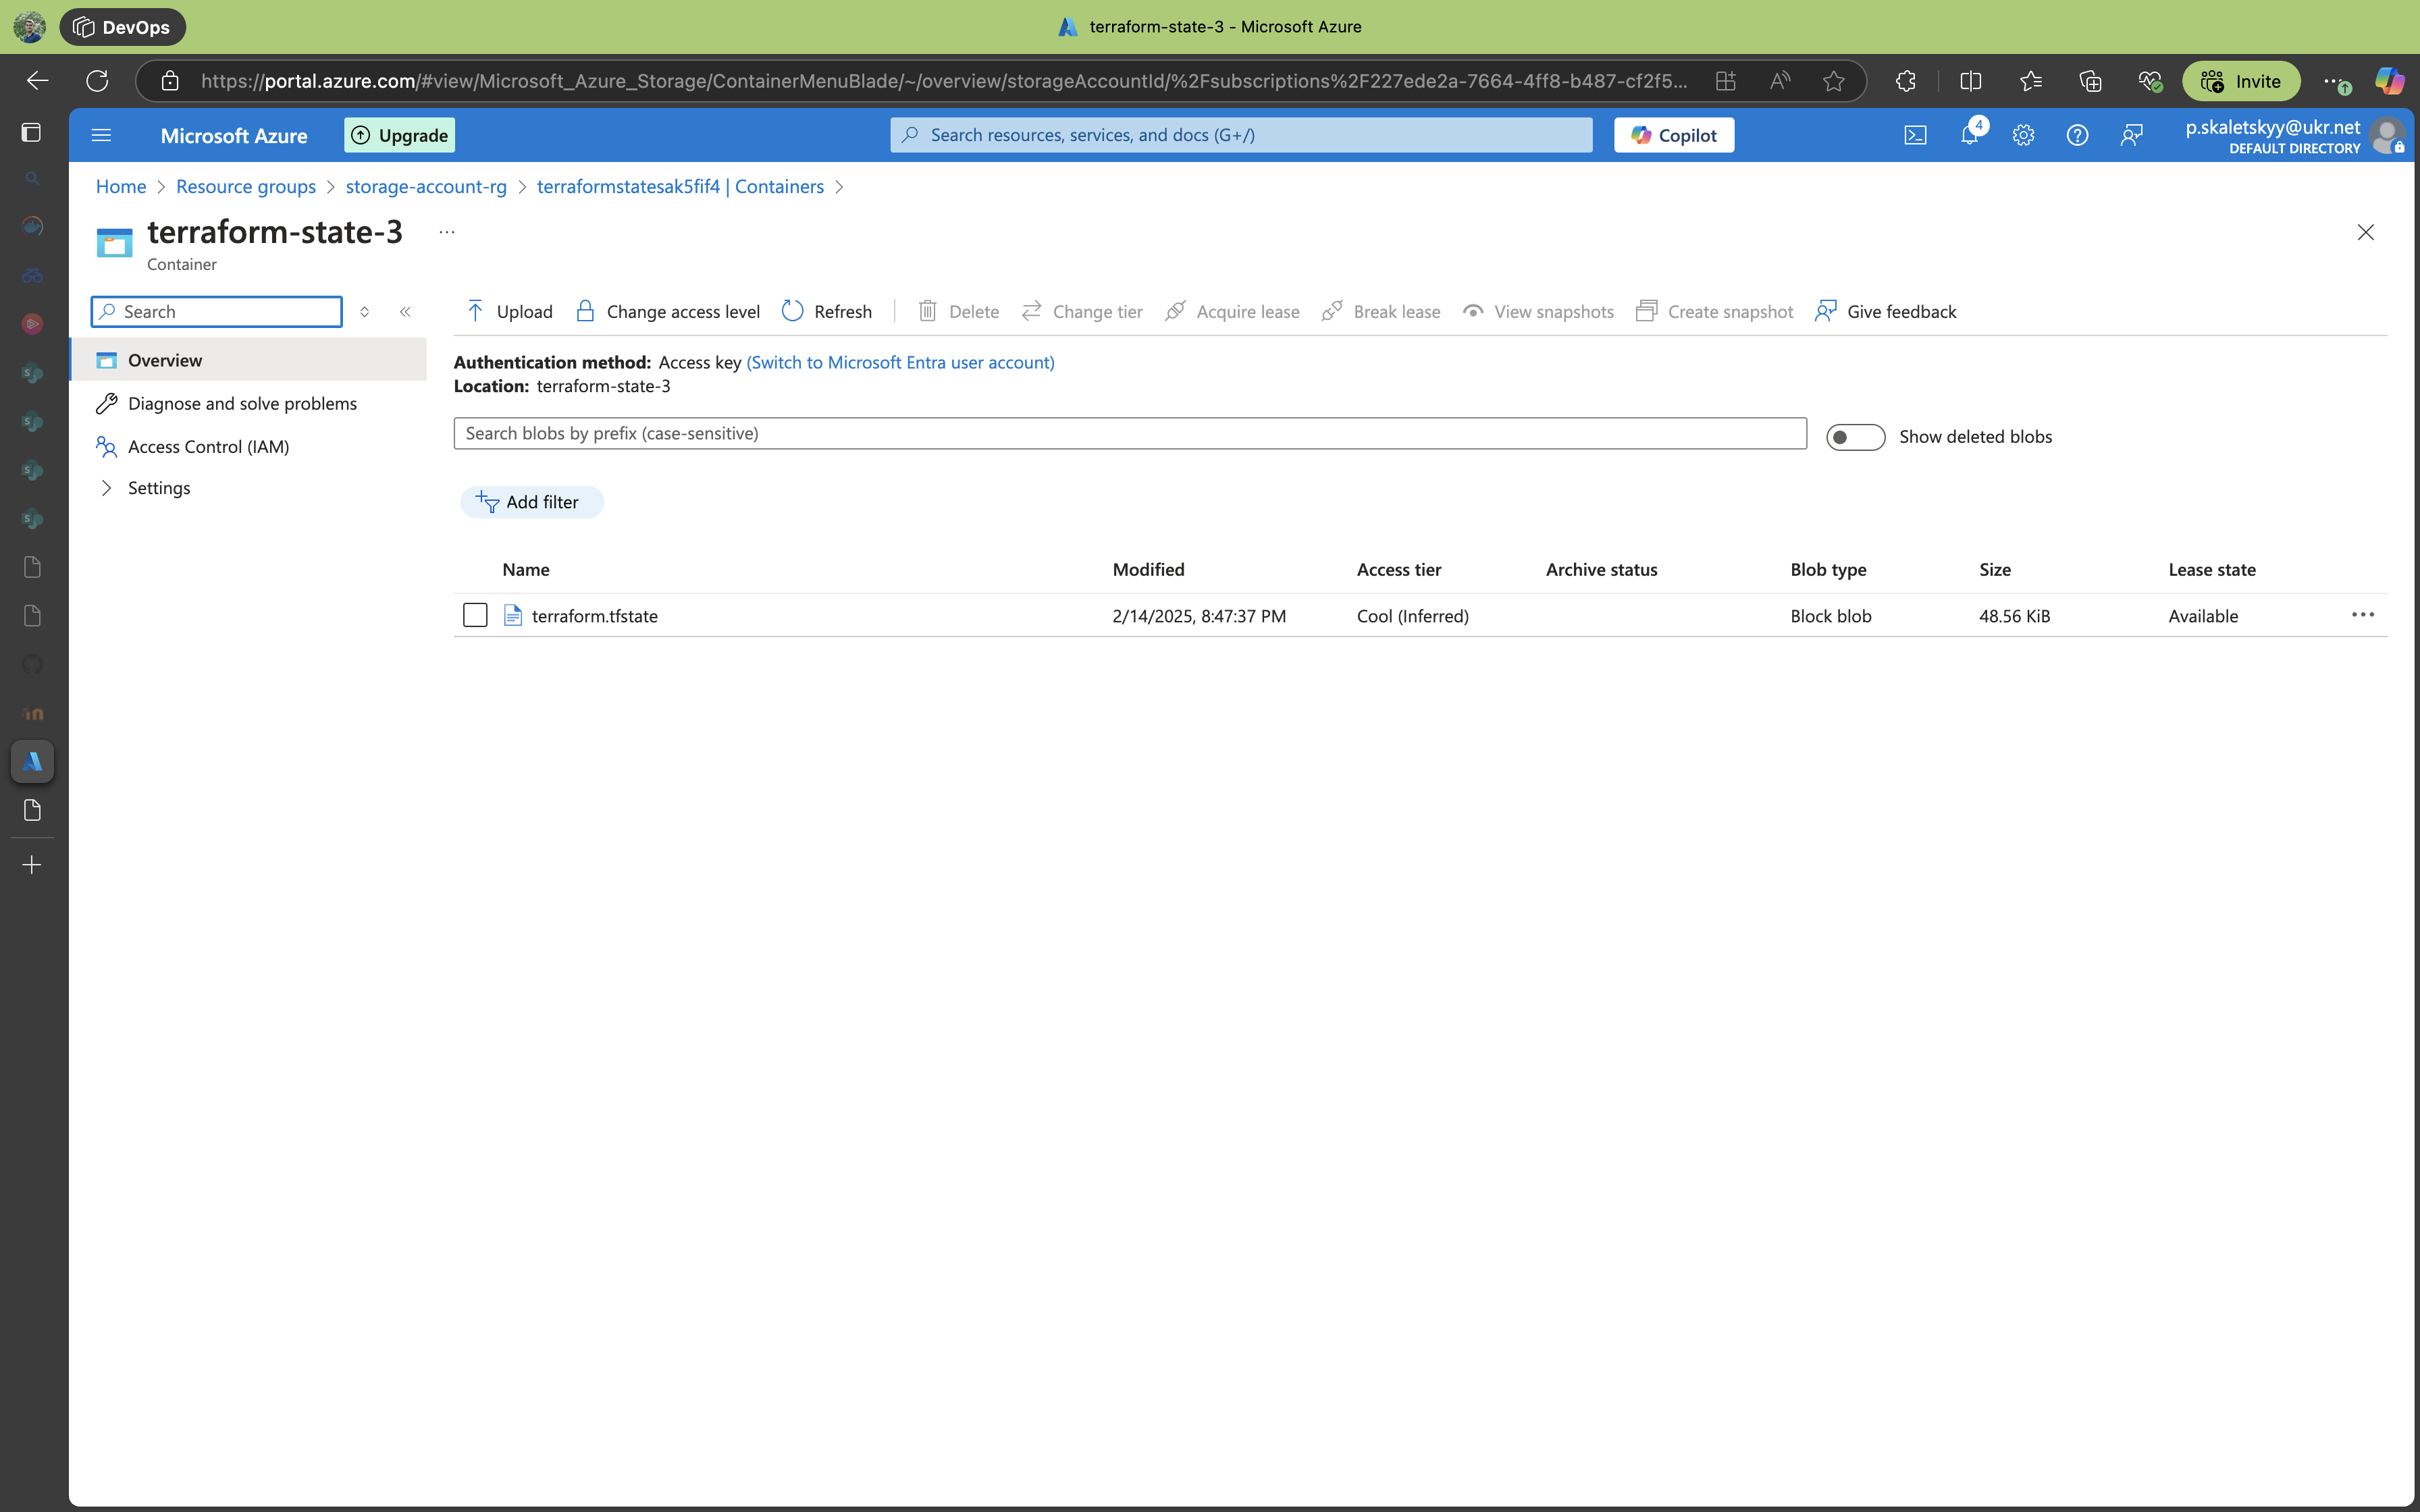 DevOps
terraform-state-3 - Microsoft Azure
https://portal.azure.com/#view/Microsoft_Azure_Storage/ContainerMenuBlade/~/overview/storageAccountId/%2Fsubscriptions%2F227ede2a-7664-4ff8-b487-cf2f5...
Invite
Microsoft Azure
Upgrade
Search resources, services, and docs (G+/)
Copilot
4
p.skaletskyy@ukr.net
DEFAULT DIRECTORY
Home > Resource groups > storage-account-rg > terraformstatesak5fif4 | Containers >
terraform-state-3 ...
Container
Search
Upload Change access level Refresh Delete Change tier Acquire lease Break lease View snapshots Create snapshot Give feedback
Overview
Diagnose and solve problems
Access Control (IAM)
Settings
Authentication method: Access key (Switch to Microsoft Entra user account)
Location: terraform-state-3
Search blobs by prefix (case-sensitive)
Show deleted blobs
Add filter
Name Modified Access tier Archive status Blob type Size Lease state
terraform.tfstate 2/14/2025, 8:47:37 PM Cool (Inferred) Block blob 48.56 KiB Available